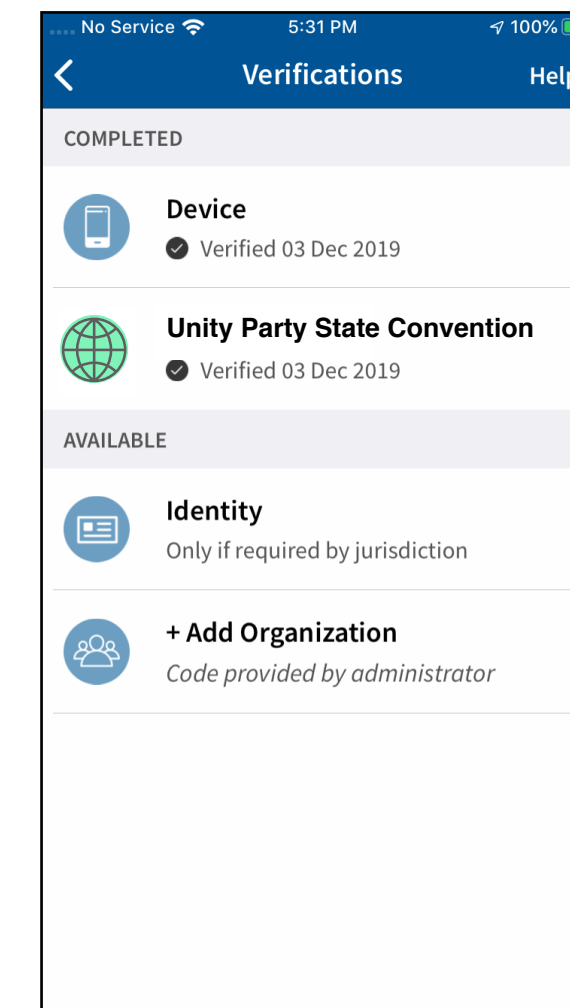 No Service 5:31 PM 100%
Verifications Help
COMPLETED
Device
Verified 03 Dec 2019
Unity Party State Convention
Verified 03 Dec 2019
AVAILABLE
Identity
Only if required by jurisdiction
+ Add Organization
Code provided by administrator